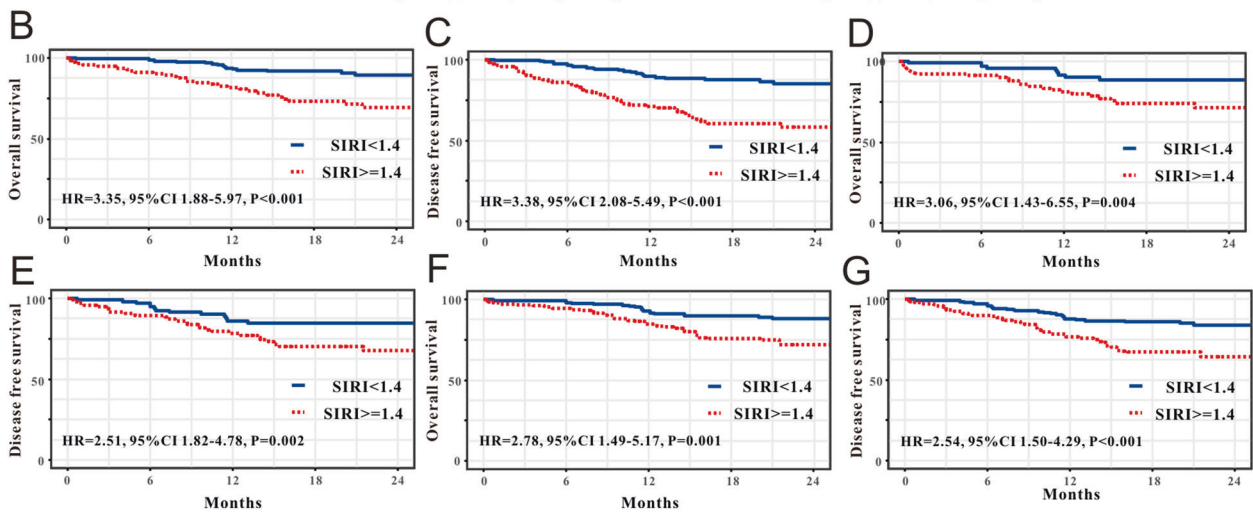 B
Overall survival
100
50
0
SIRI<1.4
SIRI>=1.4
HR=3.35, 95%CI 1.88-5.97, P<0.001
0 6 12 18 24
Months
C
Disease free survival
100
50
0
SIRI<1.4
SIRI>=1.4
HR=3.38, 95%CI 2.08-5.49, P<0.001
0 6 12 18 24
Months
D
Overall survival
100
50
0
SIRI<1.4
SIRI>=1.4
HR=3.06, 95%CI 1.43-6.55, P=0.004
0 6 12 18 24
Months
E
Disease free survival
100
50
0
SIRI<1.4
SIRI>=1.4
HR=2.51, 95%CI 1.82-4.78, P=0.002
0 6 12 18 24
Months
F
Overall survival
100
50
0
SIRI<1.4
SIRI>=1.4
HR=2.78, 95%CI 1.49-5.17, P=0.001
0 6 12 18 24
Months
G
Disease free survival
100
50
0
SIRI<1.4
SIRI>=1.4
HR=2.54, 95%CI 1.50-4.29, P<0.001
0 6 12 18 24
Months